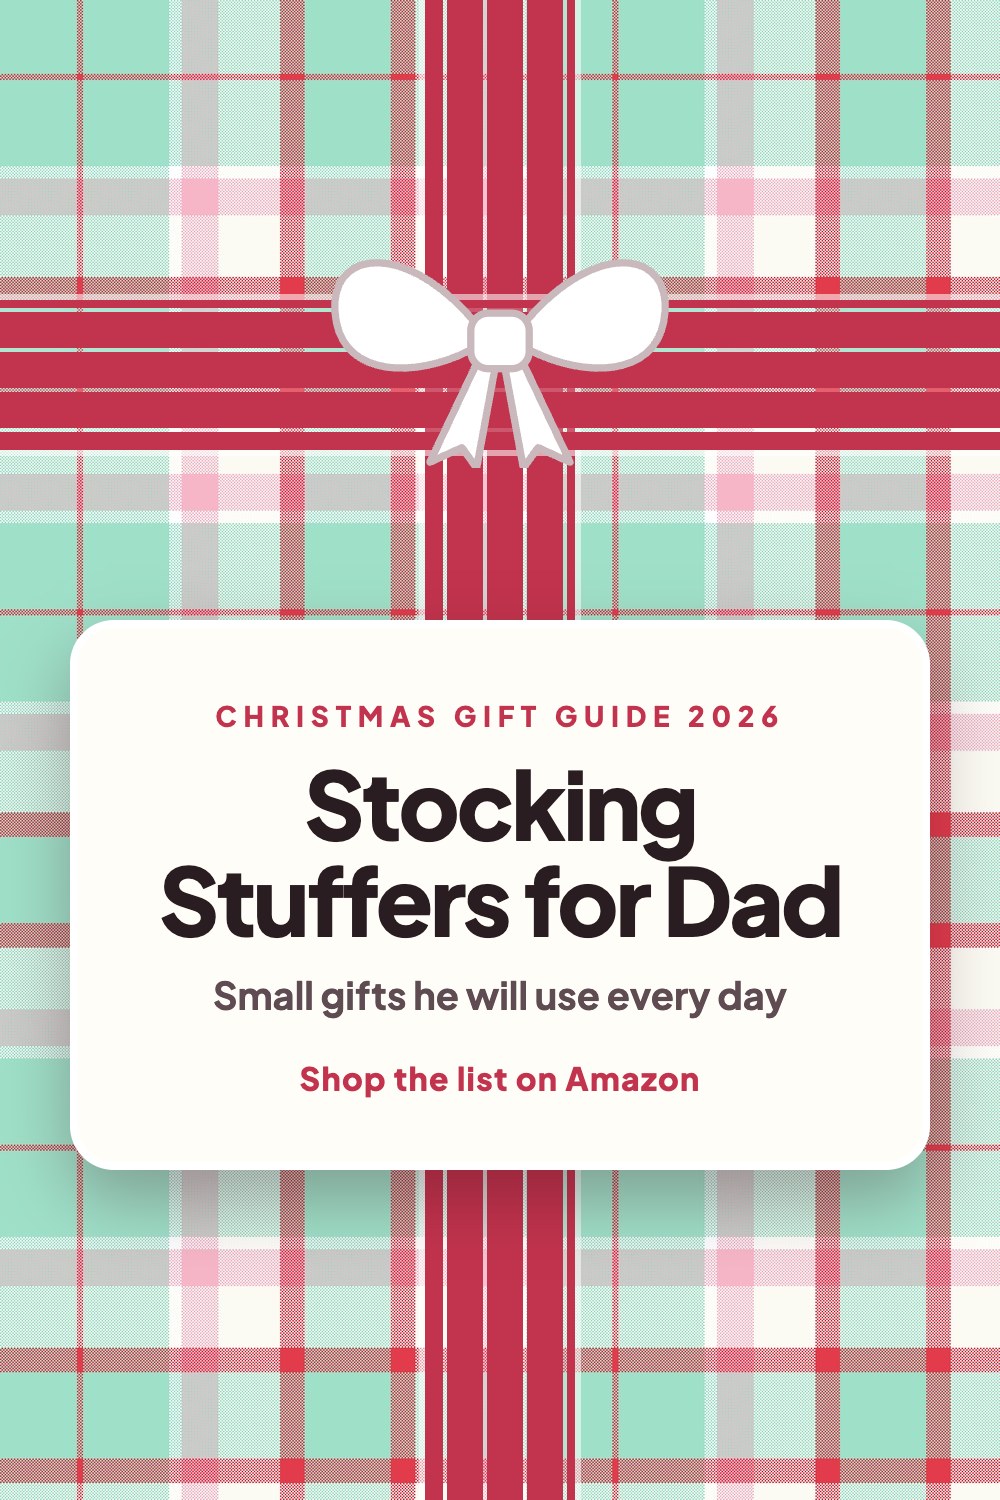 CHRISTMAS GIFT GUIDE 2026
Stocking
Stuffers for Dad
Small gifts he will use every day
Shop the list on Amazon